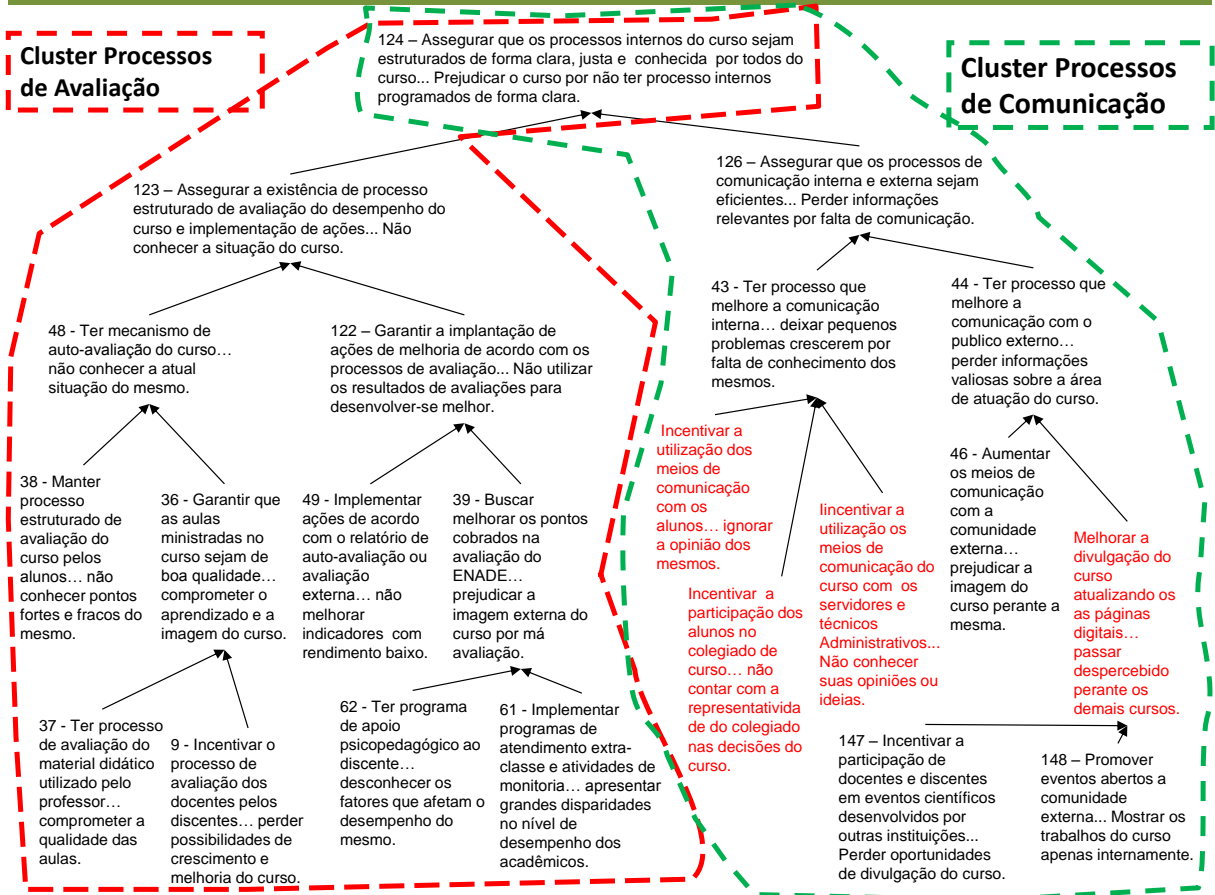 Cluster Processos
de Avaliação
124 – Assegurar que os processos internos do curso sejam
estruturados de forma clara, justa e conhecida por todos do
curso... Prejudicar o curso por não ter processo internos
programados de forma clara.
Cluster Processos
de Comunicação
123 – Assegurar a existência de processo
estruturado de avaliação do desempenho do
curso e implementação de ações... Não
conhecer a situação do curso.
126 – Assegurar que os processos de
comunicação interna e externa sejam
eficientes... Perder informações
relevantes por falta de comunicação.
48 - Ter mecanismo de
auto-avaliação do curso…
não conhecer a atual
situação do mesmo.
122 – Garantir a implantação de
ações de melhoria de acordo com os
processos de avaliação... Não utilizar
os resultados de avaliações para
desenvolver-se melhor.
43 - Ter processo que
melhore a comunicação
interna… deixar pequenos
problemas crescerem por
falta de conhecimento dos
mesmos.
44 - Ter processo que
melhore a
comunicação com o
publico externo…
perder informações
valiosas sobre a área
de atuação do curso.
38 - Manter
processo
estruturado de
avaliação do
curso pelos
alunos… não
conhecer pontos
fortes e fracos do
mesmo.
36 - Garantir que
as aulas
ministradas no
curso sejam de
boa qualidade…
comprometer o
aprendizado e a
imagem do curso.
49 - Implementar
ações de acordo
com o relatório de
auto-avaliação ou
avaliação
externa… não
melhorar
indicadores com
rendimento baixo.
39 - Buscar
melhorar os pontos
cobrados na
avaliação do
ENADE…
prejudicar a
imagem externa do
curso por má
avaliação.
Incentivar a
utilização dos
meios de
comunicação
com os
alunos… ignorar
a opinião dos
mesmos.
Incentivar a
participação dos
alunos no
colegiado de
curso… não
contar com a
representativida
de do colegiado
nas decisões do
curso.
Iincentivar a
utilização os
meios de
comunicação do
curso com os
servidores e
técnicos
Administrativos...
Não conhecer
suas opiniões ou
ideias.
46 - Aumentar
os meios de
comunicação
com a
comunidade
externa…
prejudicar a
imagem do
curso perante a
mesma.
Melhorar a
divulgação do
curso
atualizando os
as páginas
digitais…
passar
despercebido
perante os
demais cursos.
37 - Ter processo
de avaliação do
material didático
utilizado pelo
professor…
comprometer a
qualidade das
aulas.
9 - Incentivar o
processo de
avaliação dos
docentes pelos
discentes… perder
possibilidades de
crescimento e
melhoria do curso.
62 - Ter programa
de apoio
psicopedagógico ao
discente…
desconhecer os
fatores que afetam o
desempenho do
mesmo.
61 - Implementar
programas de
atendimento extra-
classe e atividades de
monitoria… apresentar
grandes disparidades
no nível de
desempenho dos
acadêmicos.
147 – Incentivar a
participação de
docentes e discentes
em eventos científicos
desenvolvidos por
outras instituições...
Perder oportunidades
de divulgação do curso.
148 – Promover
eventos abertos a
comunidade
externa... Mostrar os
trabalhos do curso
apenas internamente.